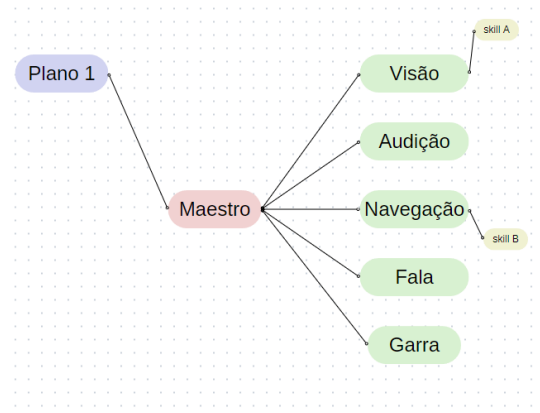 skill A
Plano 1
Visão
Audição
Maestro
Navegação
skill B
Fala
Garra